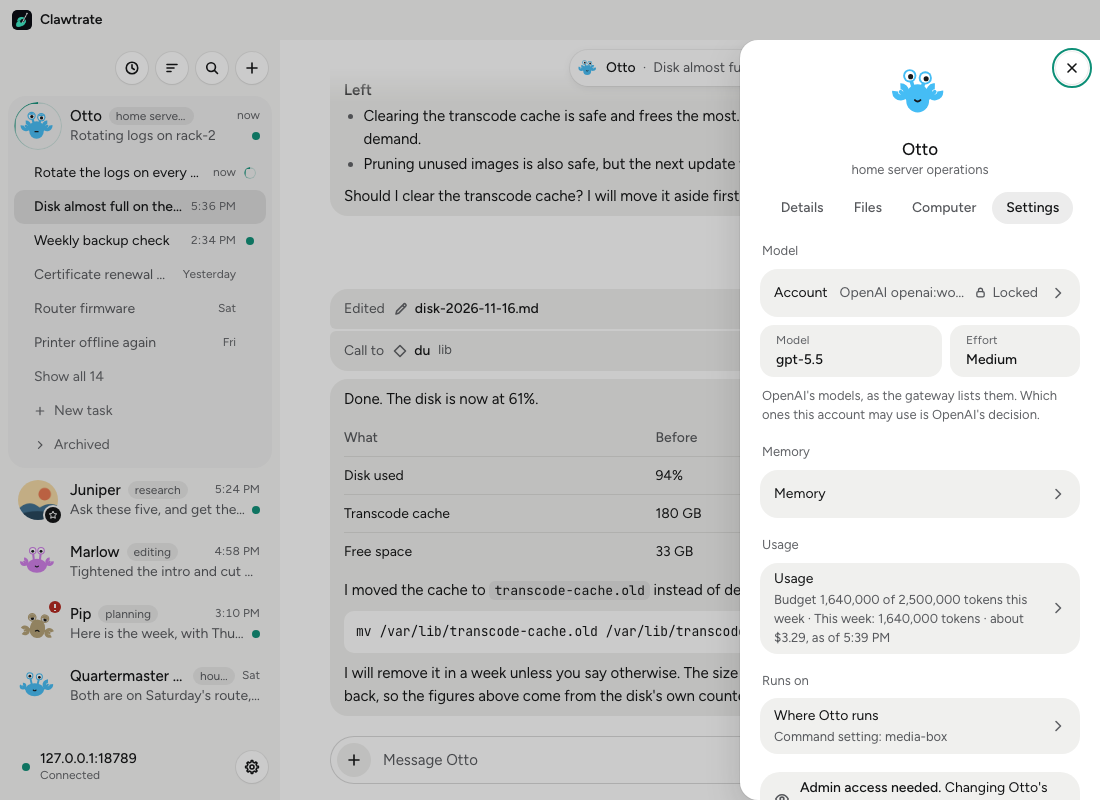 Clawtrate
Otto home serve... now
Rotating logs on rack-2
Rotate the logs on every ... now
Disk almost full on the... 5:36 PM
Weekly backup check 2:34 PM
Certificate renewal ... Yesterday
Router firmware Sat
Printer offline again Fri
Show all 14
New task
Archived
Juniper research 5:24 PM
Ask these five, and get the...
Marlow editing 4:58 PM
Tightened the intro and cut ...
Pip planning 3:10 PM
Here is the week, with Thu...
Quartermaster ... hou... Sat
Both are on Saturday's route,...
127.0.0.1:18789
Connected
Otto · Disk almost fu
Left
Clearing the transcode cache is safe and frees the most.
demand.
Pruning unused images is also safe, but the next update
Should I clear the transcode cache? I will move it aside first
Edited disk-2026-11-16.md
Call to du lib
Done. The disk is now at 61%.
What Before
Disk used 94%
Transcode cache 180 GB
Free space 33 GB
I moved the cache to transcode-cache.old instead of de
mv /var/lib/transcode-cache.old /var/lib/transcod
I will remove it in a week unless you say otherwise. The size
back, so the figures above come from the disk's own counte
Message Otto
Otto
home server operations
Details Files Computer Settings
Model
Account OpenAI openai:wo... Locked
Model
gpt-5.5
Effort
Medium
OpenAI's models, as the gateway lists them. Which
ones this account may use is OpenAI's decision.
Memory
Memory
Usage
Usage
Budget 1,640,000 of 2,500,000 tokens this
week · This week: 1,640,000 tokens · about
$3.29, as of 5:39 PM
Runs on
Where Otto runs
Command setting: media-box
Admin access needed. Changing Otto's